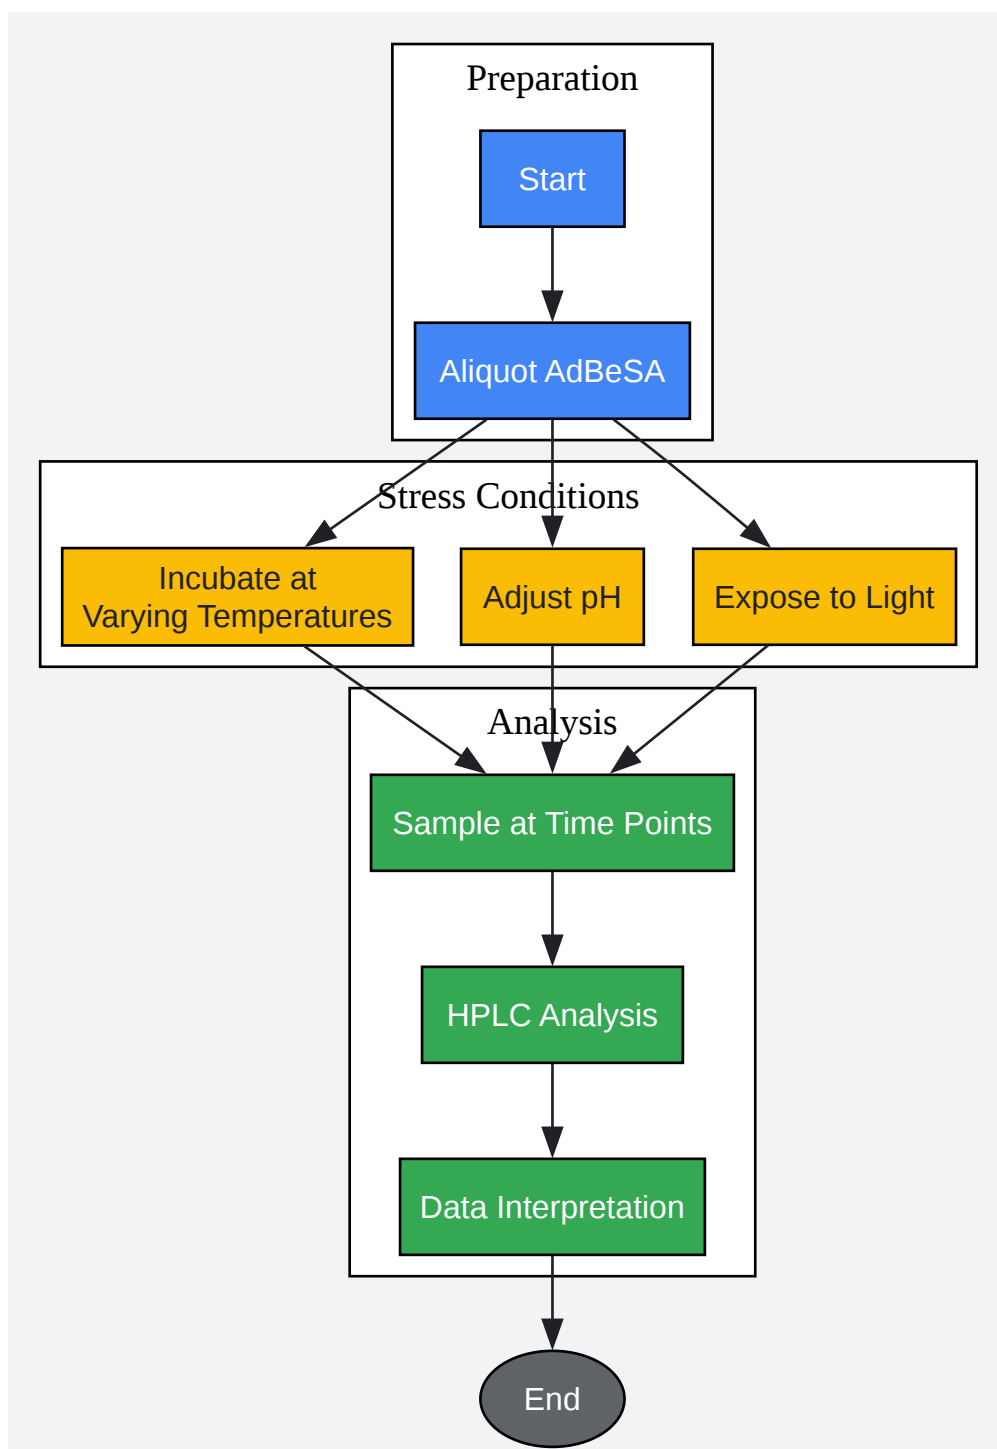 Preparation
Start
Aliquot AdBeSA
Stress Conditions
Incubate at
Varying Temperatures
Adjust pH
Expose to Light
Analysis
Sample at Time Points
HPLC Analysis
Data Interpretation
End